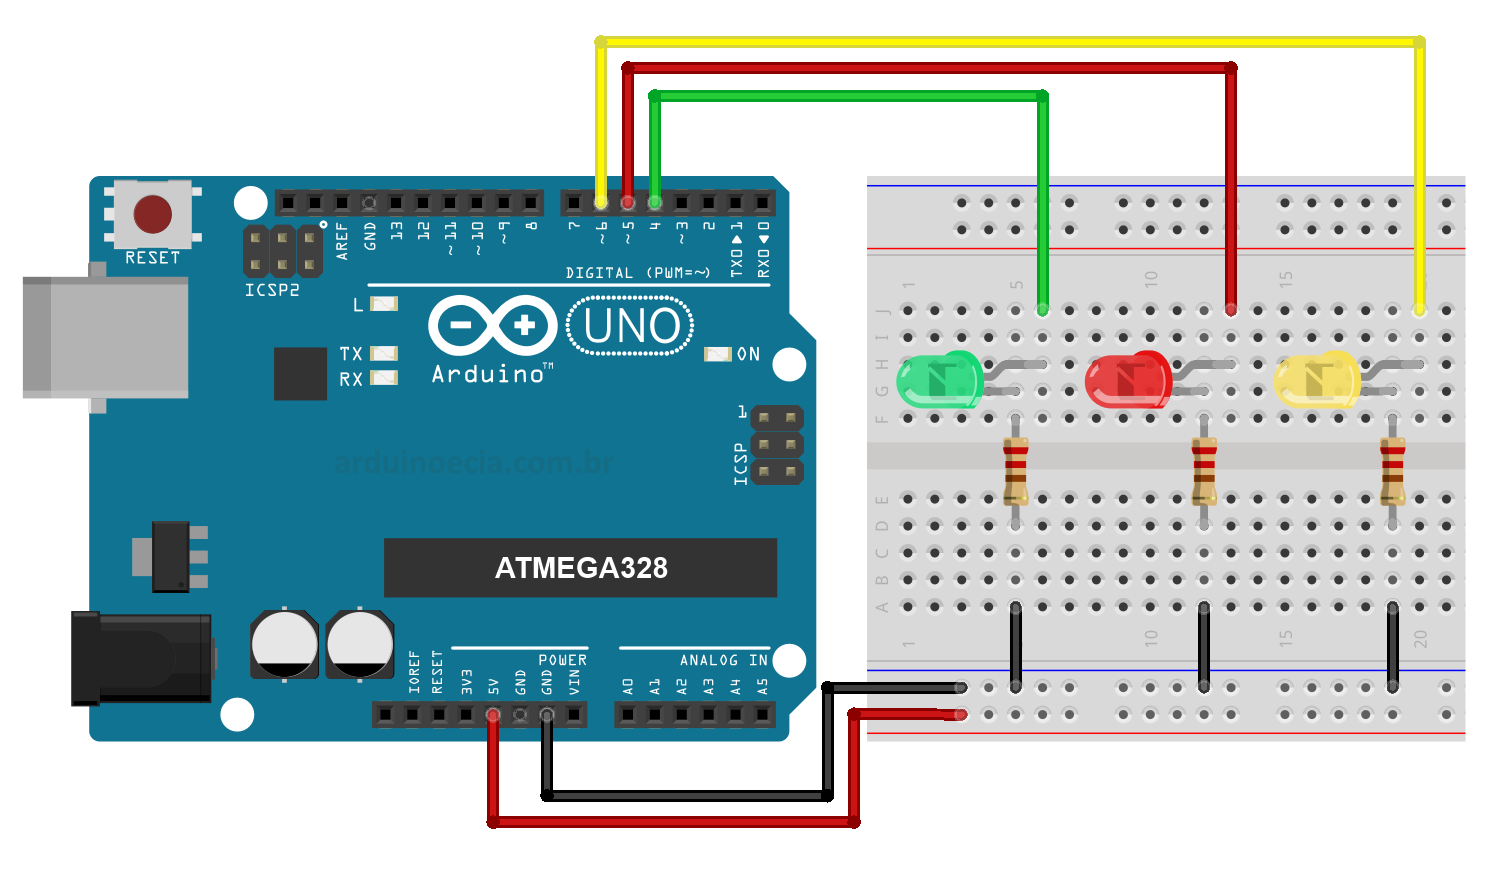 RESET
ICSP2
AREF
GND
13
12
~11
~10
~9
8
7
~6
~5
4
~3
2
TX0▶1
RX0◀0
DIGITAL (PWM=~)
L
TX
RX
UNO
ON
Arduino™
1
ICSP
arduinoecia.com.br
ATMEGA328
POWER
ANALOG IN
IOREF
RESET
3V3
5V
GND
GND
VIN
A0
A1
A2
A3
A4
A5
1
5
10
15
J
I
H
G
F
E
D
C
B
A
1
10
15
20